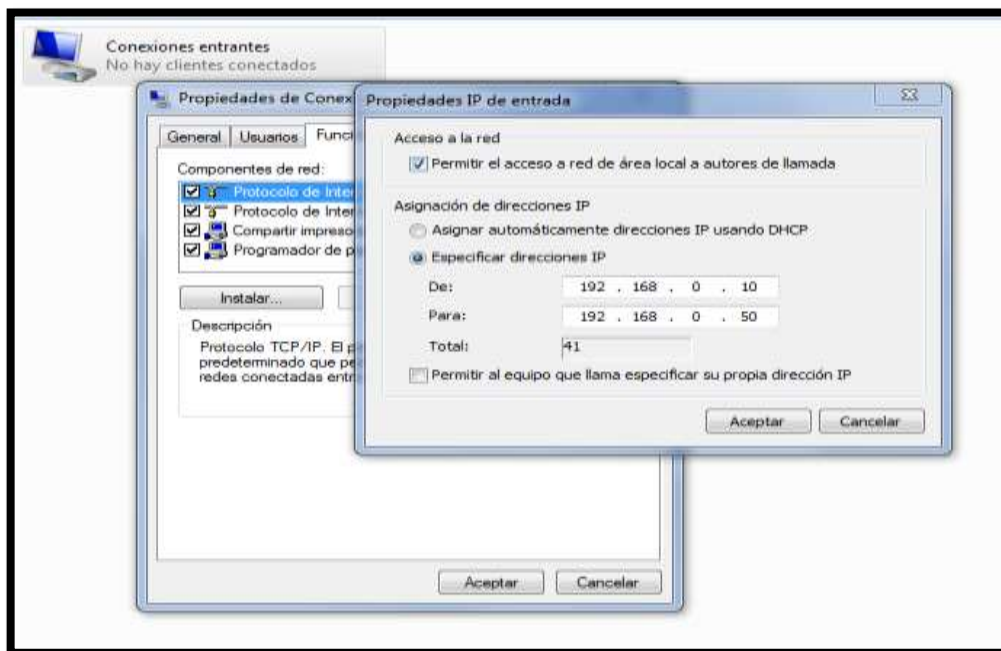 Conexiones entrantes
No hay clientes conectados
Propiedades de Conex
General Usuarios Funci
Componentes de red:
Protocolo de Inter
Protocolo de Inter
Compartir impreso
Programador de p
Instalar...
Descripción
Protocolo TCP/IP. El p
predeterminado que pe
redes conectadas entr
Aceptar Cancelar
Propiedades IP de entrada
Acceso a la red
Permitir el acceso a red de área local a autores de llamada
Asignación de direcciones IP
Asignar automáticamente direcciones IP usando DHCP
Especificar direcciones IP
De: 192 . 168 . 0 . 10
Para: 192 . 168 . 0 . 50
Total: 41
Permitir al equipo que llama especificar su propia dirección IP
Aceptar Cancelar